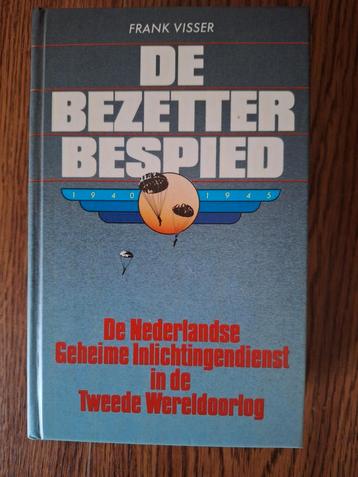 FRANK VISSER
DE
BEZETTER
BESPIED
1940 1945
De Nederlandse
Geheime Inlichtingendienst
in de
Tweede Wereldoorlog